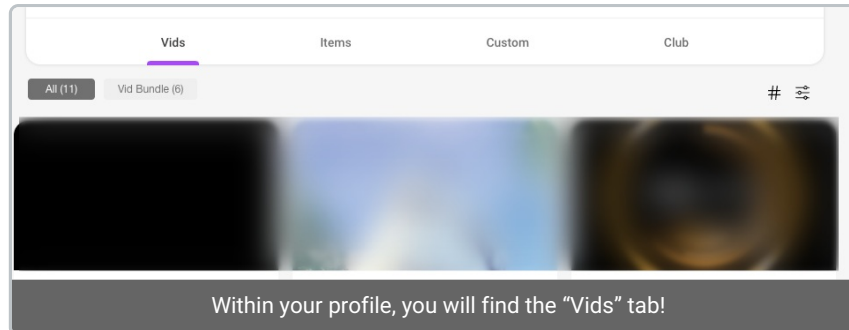 Vids Items Custom Club
All (11) Vid Bundle (6) #
Within your profile, you will find the “Vids” tab!